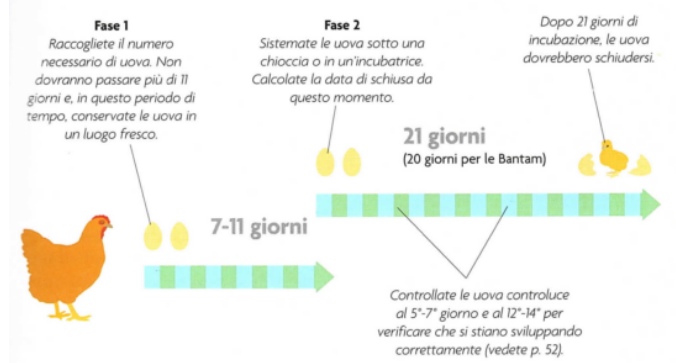 Fase 1
Raccogliete il numero
necessario di uova. Non
dovranno passare più di 11
giorni e, in questo periodo di
tempo, conservate le uova in
un luogo fresco.
Fase 2
Sistemate le uova sotto una
chioccia o in un'incubatrice.
Calcolate la data di schiusa da
questo momento.
Dopo 21 giorni di
incubazione, le uova
dovrebbero schiudersi.
21 giorni
(20 giorni per le Bantam)
7-11 giorni
Controllate le uova controluce
al 5°-7° giorno e al 12°-14° per
verificare che si stiano sviluppando
correttamente (vedete p. 52).